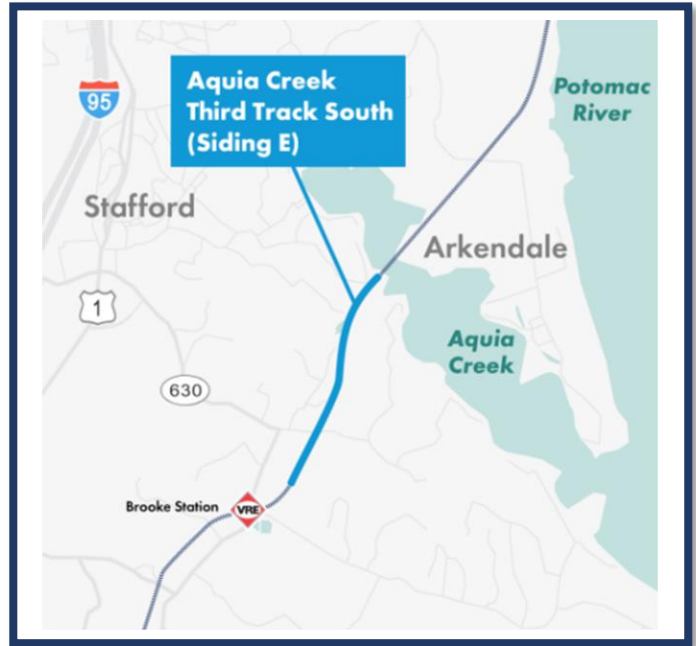 Aquia Creek
Third Track South
(Siding E)
Potomac
River
95
Stafford
Arkendale
1
Aquia
Creek
630
Brooke Station
VRE